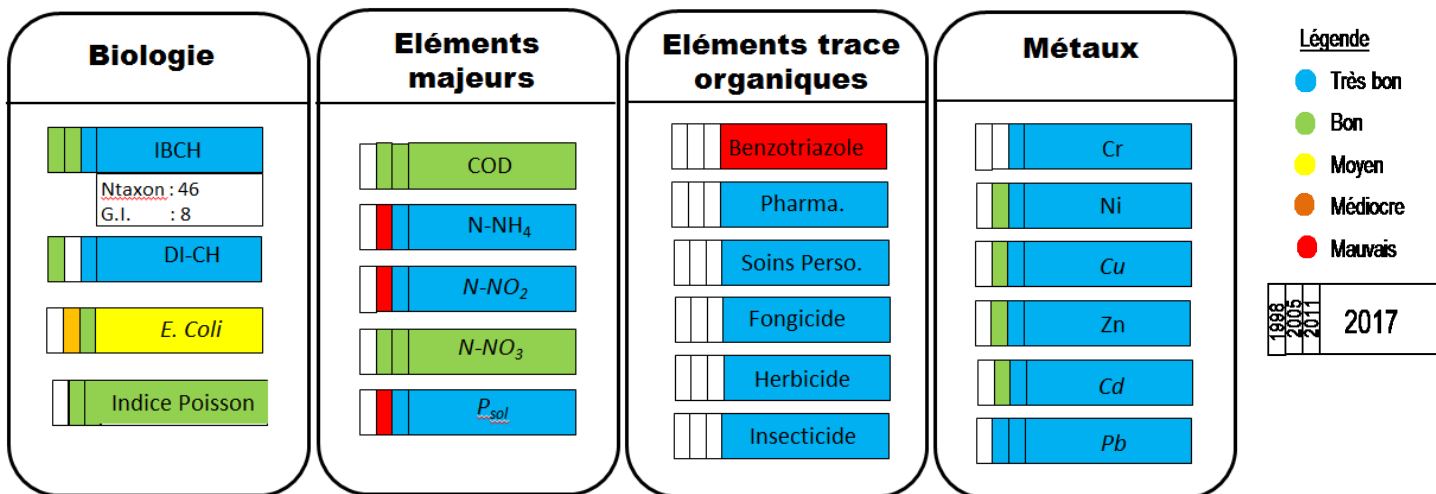 Biologie
IBCH
Ntaxon : 46
G.I. : 8
DI-CH
E. Coli
Indice Poisson
Eléments
majeurs
COD
N-NH₄
N-NO₂
N-NO₃
P_sol
Eléments trace
organiques
Benzotriazole
Pharma.
Soins Perso.
Fongicide
Herbicide
Insecticide
Métaux
Cr
Ni
Cu
Zn
Cd
Pb
Légende
Très bon
Bon
Moyen
Médiocre
Mauvais
1998
2005
2011
2017